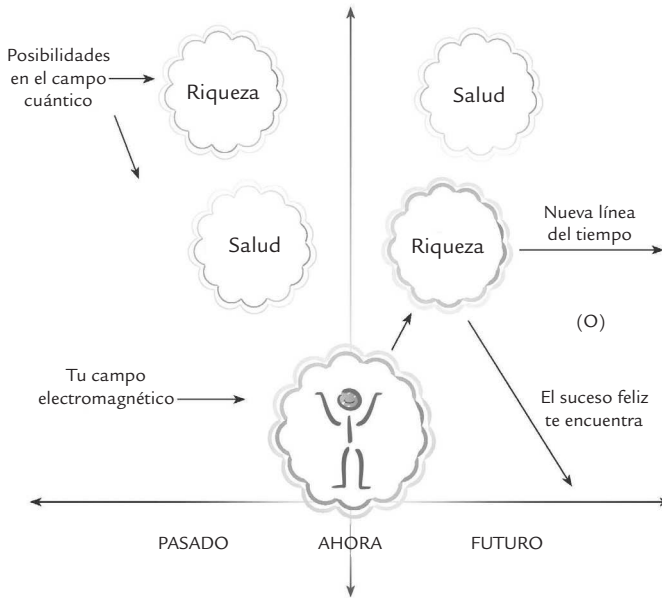 Posibilidades
en el campo
cuántico
Riqueza
Salud
Salud
Riqueza
Nueva línea
del tiempo
(O)
Tu campo
electromagnético
El suceso feliz
te encuentra
PASADO
AHORA
FUTURO